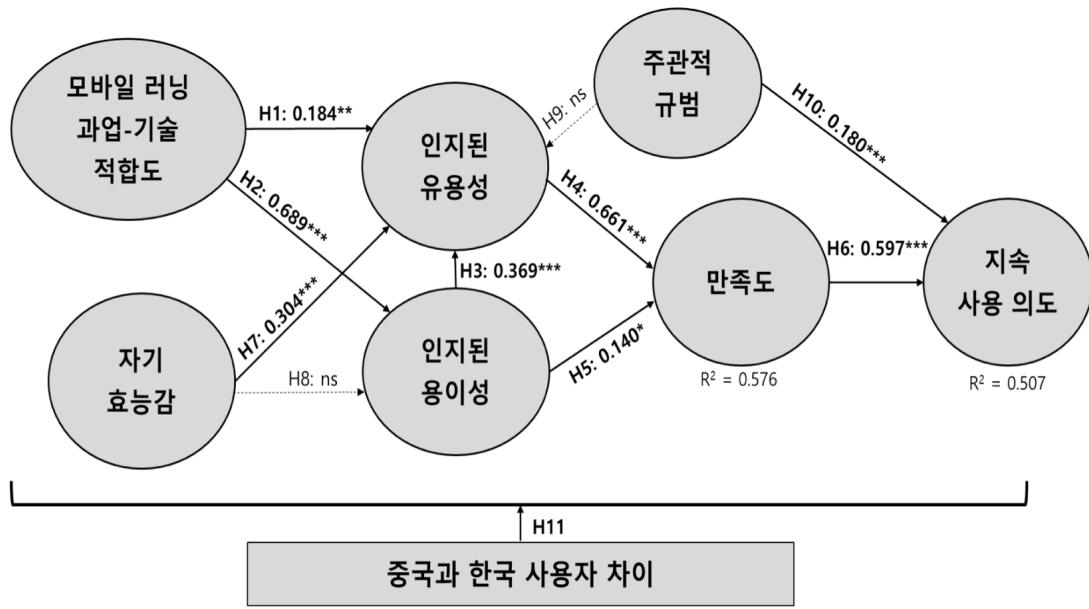 모바일 러닝
과업-기술
적합도
H1: 0.184**
인지된
유용성
H9: ns
주관적
규범
H10: 0.180***
H2: 0.689***
H4: 0.661***
H3: 0.369***
H7: 0.304***
자기
효능감
H8: ns
인지된
용이성
H5: 0.140*
만족도
R² = 0.576
H6: 0.597***
지속
사용 의도
R² = 0.507
H11
중국과 한국 사용자 차이